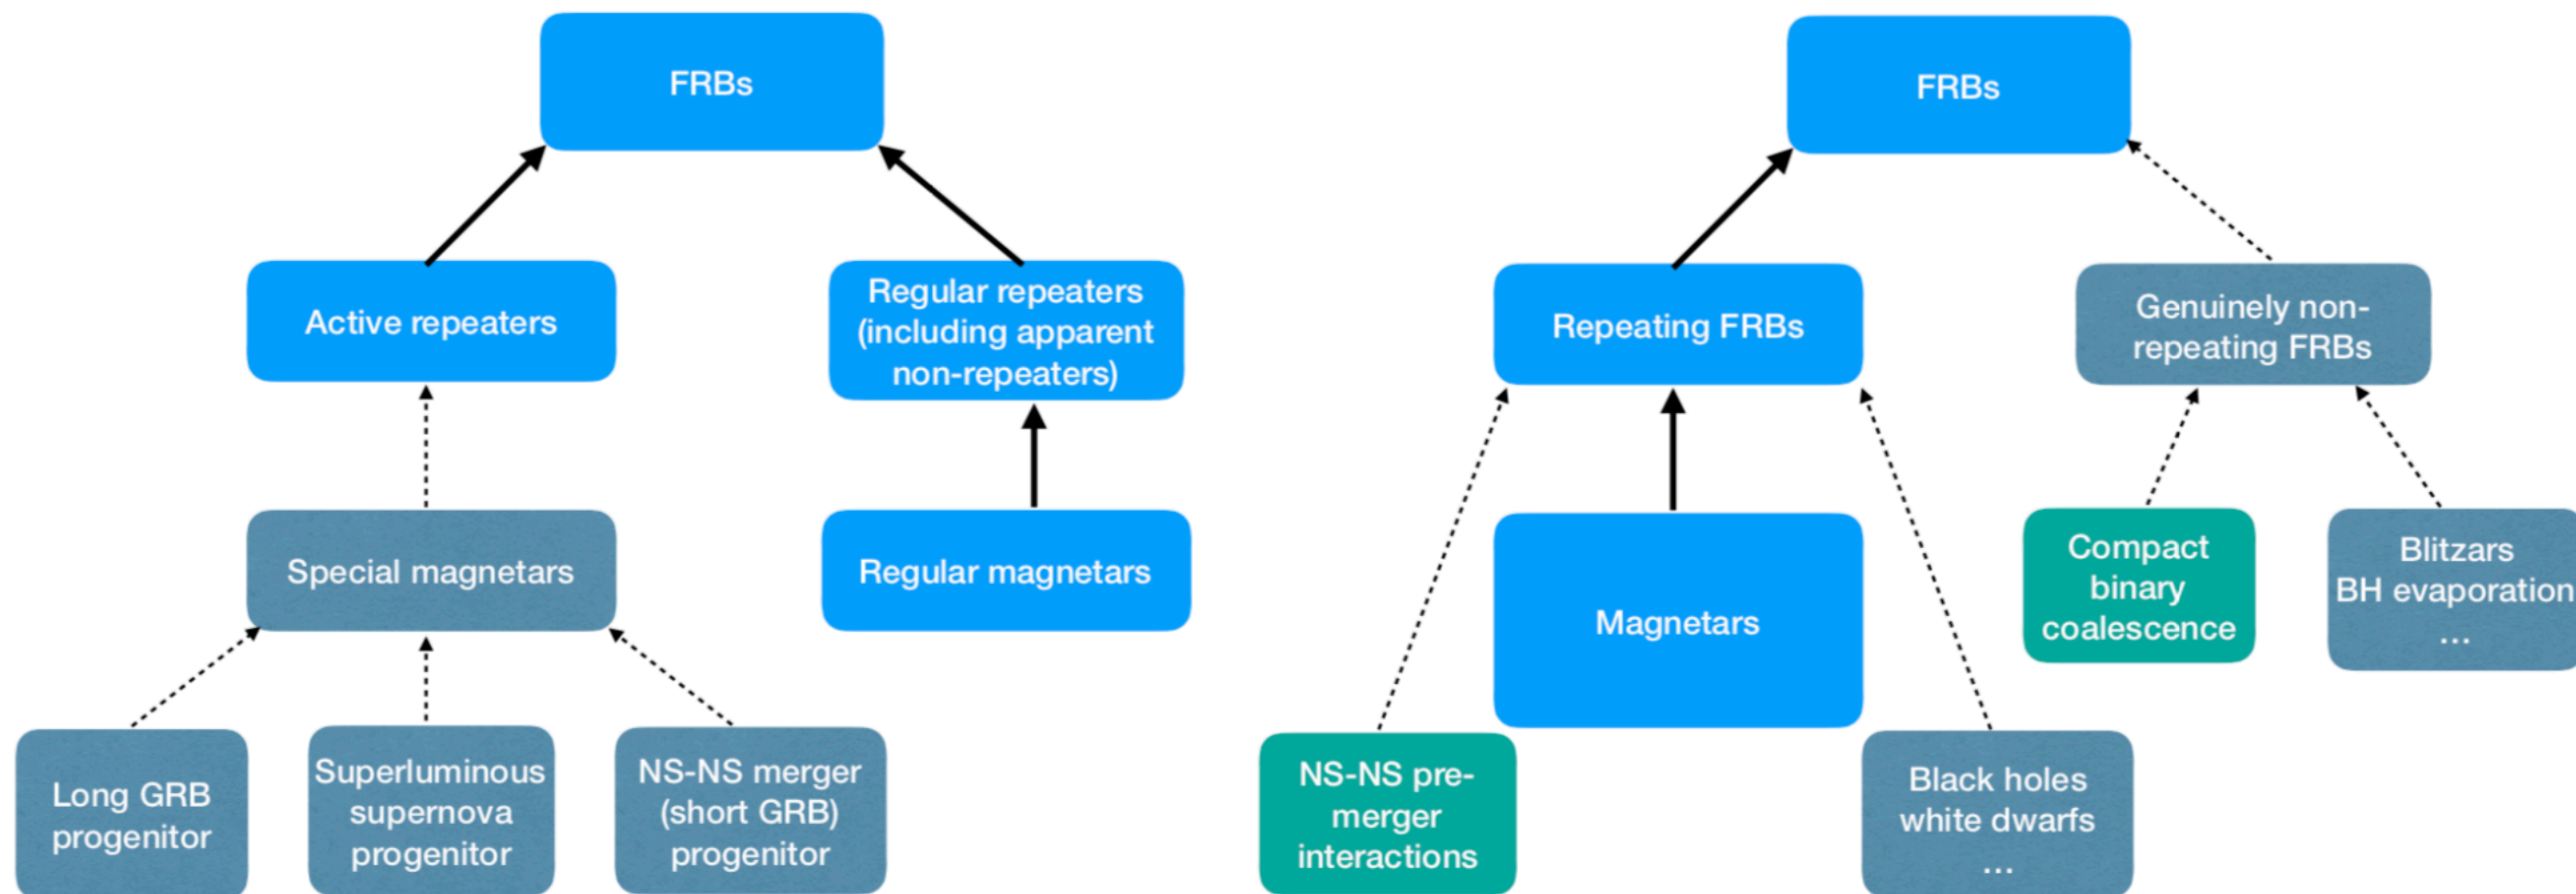 FRBs
Active repeaters
Regular repeaters
(including apparent
non-repeaters)
Special magnetars
Regular magnetars
Long GRB
progenitor
Superluminous
supernova
progenitor
NS-NS merger
(short GRB)
progenitor
FRBs
Repeating FRBs
Genuinely non-
repeating FRBs
Magnetars
Compact
binary
coalescence
Blitzars
BH evaporation
...
NS-NS pre-
merger
interactions
Black holes
white dwarfs
...